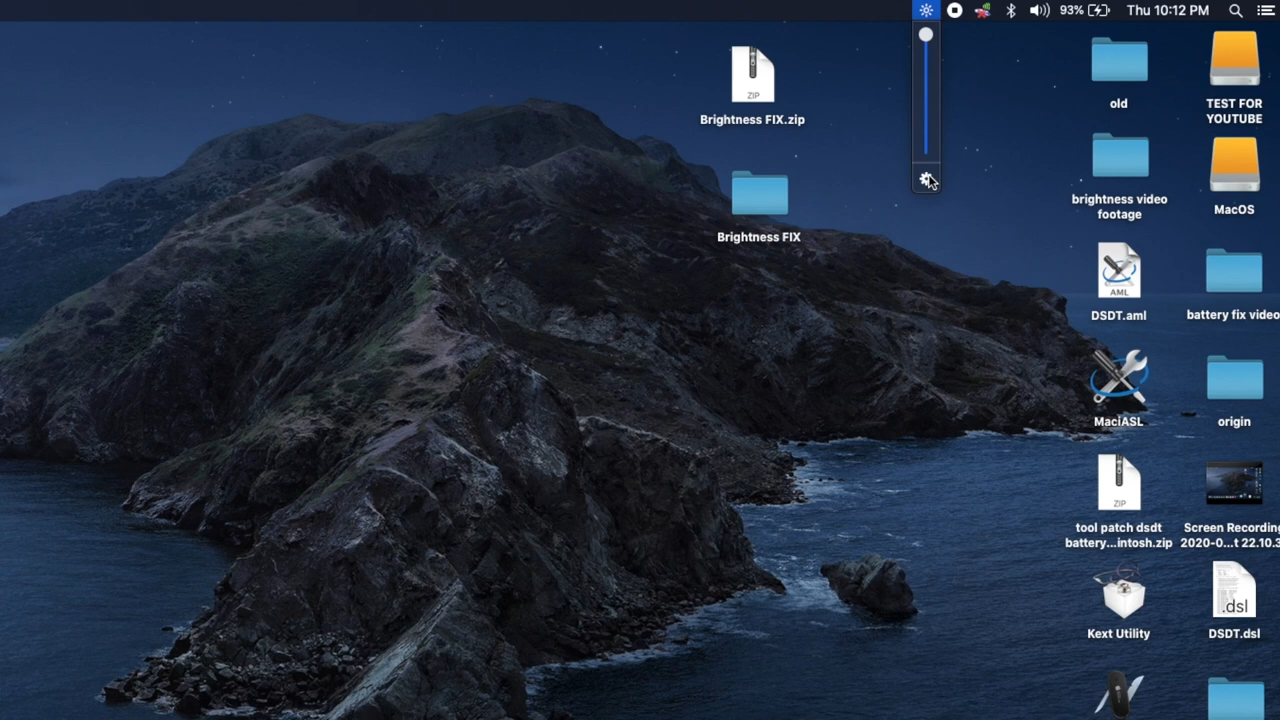 93%
Thu 10:12 PM
ZIP
Brightness FIX.zip
Brightness FIX
old
TEST FOR
YOUTUBE
brightness video
footage
MacOS
AML
DSDT.aml
battery fix video
MaciASL
origin
ZIP
tool patch dsdt
battery...intosh.zip
Screen Recording
2020-0...t 22.10.3
Kext Utility
.dsl
DSDT.dsl